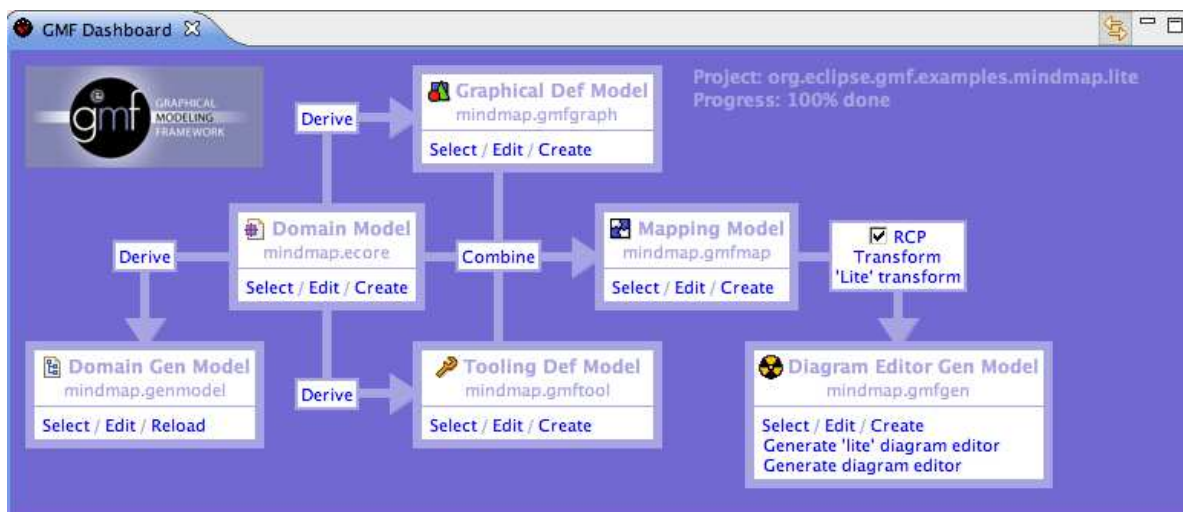 GMF Dashboard
gmf
GRAPHICAL
MODELING
FRAMEWORK
Project: org.eclipse.gmf.examples.mindmap.lite
Progress: 100% done
Graphical Def Model
mindmap.gmfgraph
Select / Edit / Create
Derive
Domain Model
mindmap.ecore
Select / Edit / Create
Derive
Combine
Mapping Model
mindmap.gmfmap
Select / Edit / Create
RCP
Transform
'Lite' transform
Domain Gen Model
mindmap.genmodel
Select / Edit / Reload
Derive
Tooling Def Model
mindmap.gmftool
Select / Edit / Create
Diagram Editor Gen Model
mindmap.gmfgen
Select / Edit / Create
Generate 'lite' diagram editor
Generate diagram editor